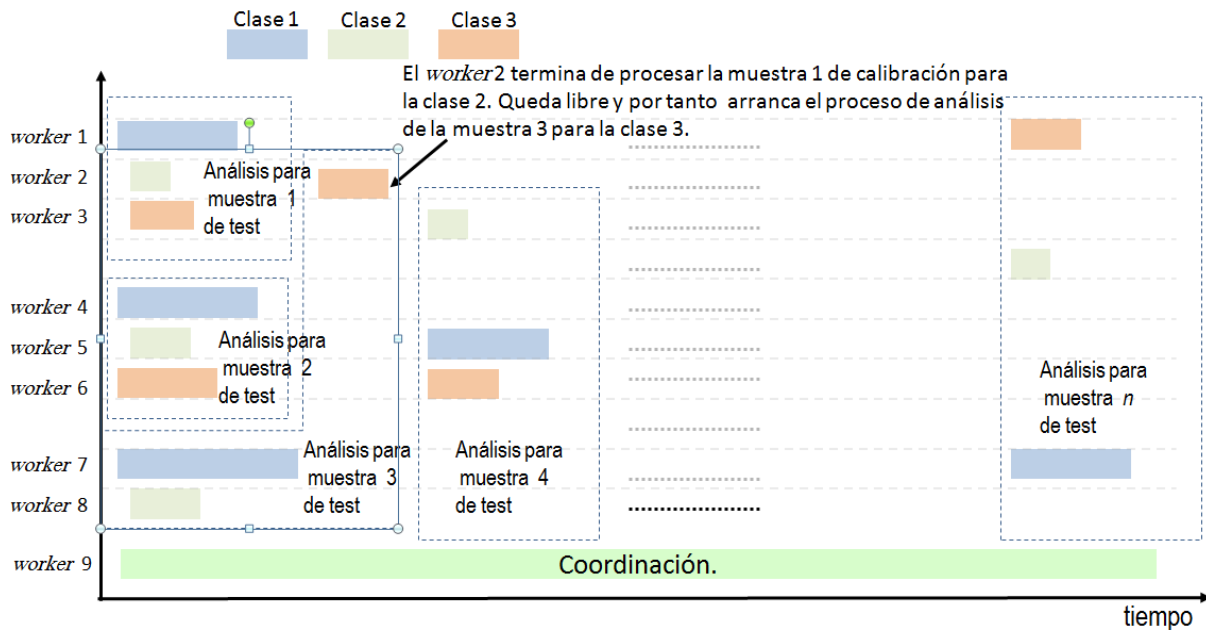 Clase 1
Clase 2
Clase 3
El worker 2 termina de procesar la muestra 1 de calibración para
la clase 2. Queda libre y por tanto arranca el proceso de análisis
de la muestra 3 para la clase 3.
worker 1
worker 2
worker 3
worker 4
worker 5
worker 6
worker 7
worker 8
worker 9
Análisis para
muestra 1
de test
Análisis para
muestra 2
de test
Análisis para
muestra 3
de test
Análisis para
muestra 4
de test
Análisis para
muestra n
de test
Coordinación.
tiempo